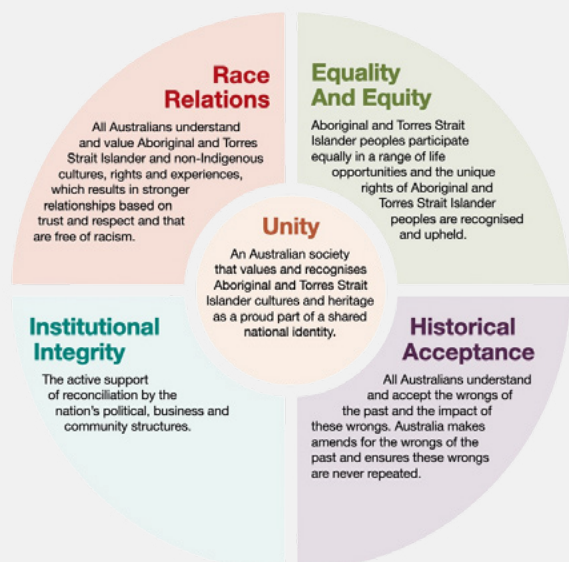 Race
Relations
All Australians understand
and value Aboriginal and Torres
Strait Islander and non-Indigenous
cultures, rights and experiences,
which results in stronger
relationships based on
trust and respect and that
are free of racism.
Equality
And Equity
Aboriginal and Torres Strait
Islander peoples participate
equally in a range of life
opportunities and the unique
rights of Aboriginal and
Torres Strait Islander
peoples are recognised
and upheld.
Unity
An Australian society
that values and recognises
Aboriginal and Torres Strait
Islander cultures and heritage
as a proud part of a shared
national identity.
Institutional
Integrity
The active support
of reconciliation by the
nation's political, business and
community structures.
Historical
Acceptance
All Australians understand
and accept the wrongs of
the past and the impact of
these wrongs. Australia makes
amends for the wrongs of the
past and ensures these wrongs
are never repeated.